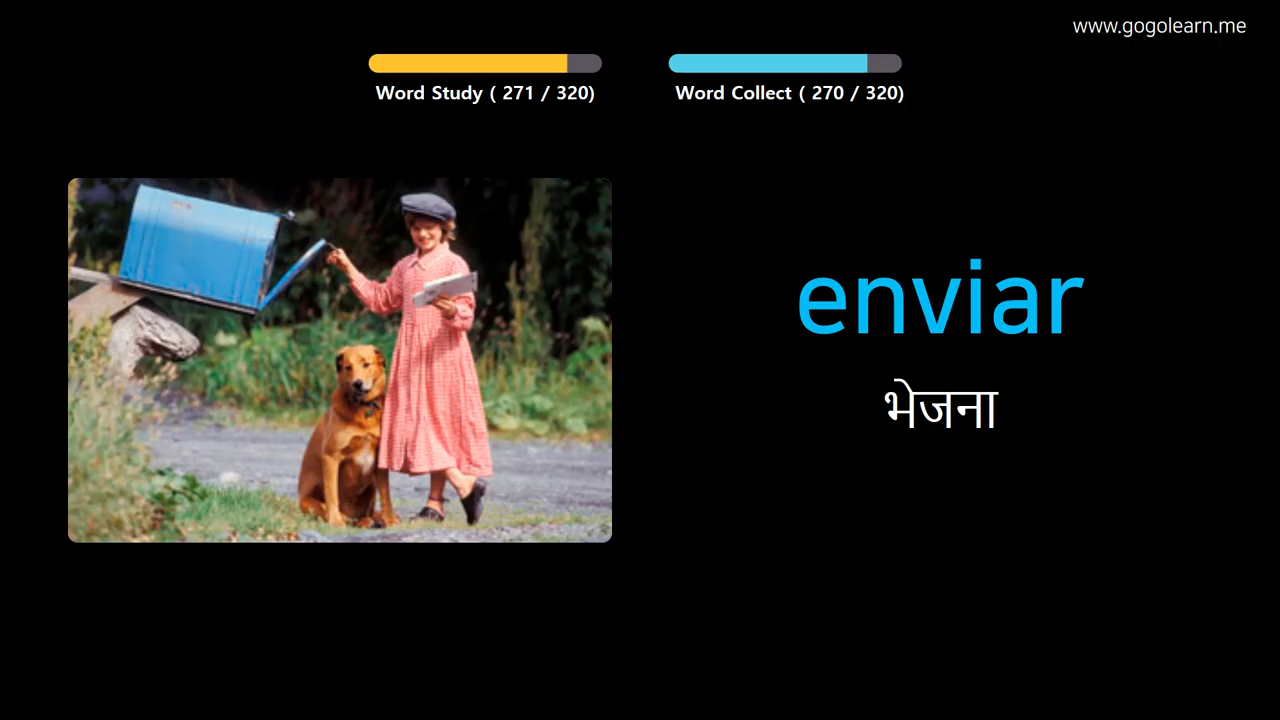 www.gogolearn.me
Word Study ( 271 / 320)
Word Collect ( 270 / 320)
enviar
भेजना